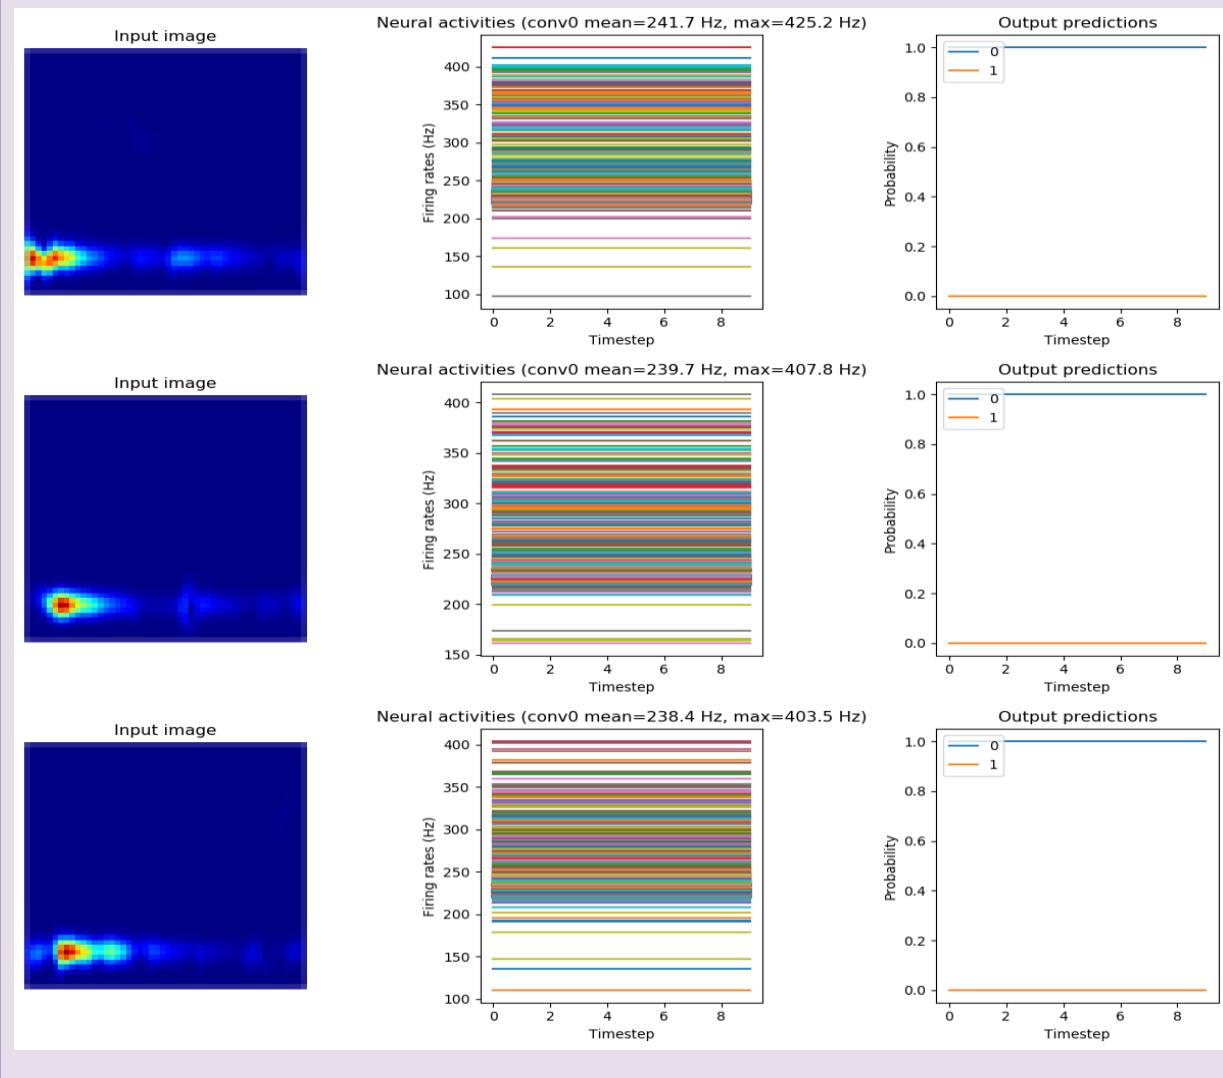 Input image
Neural activities (conv0 mean=241.7 Hz, max=425.2 Hz)
Output predictions
Firing rates (Hz)
400
350
300
250
200
150
100
0 2 4 6 8
Timestep
Probability
1.0
0.8
0.6
0.4
0.2
0.0
0
1
0 2 4 6 8
Timestep
Input image
Neural activities (conv0 mean=239.7 Hz, max=407.8 Hz)
Output predictions
Firing rates (Hz)
400
350
300
250
200
150
0 2 4 6 8
Timestep
Probability
1.0
0.8
0.6
0.4
0.2
0.0
0
1
0 2 4 6 8
Timestep
Input image
Neural activities (conv0 mean=238.4 Hz, max=403.5 Hz)
Output predictions
Firing rates (Hz)
400
350
300
250
200
150
100
0 2 4 6 8
Timestep
Probability
1.0
0.8
0.6
0.4
0.2
0.0
0
1
0 2 4 6 8
Timestep